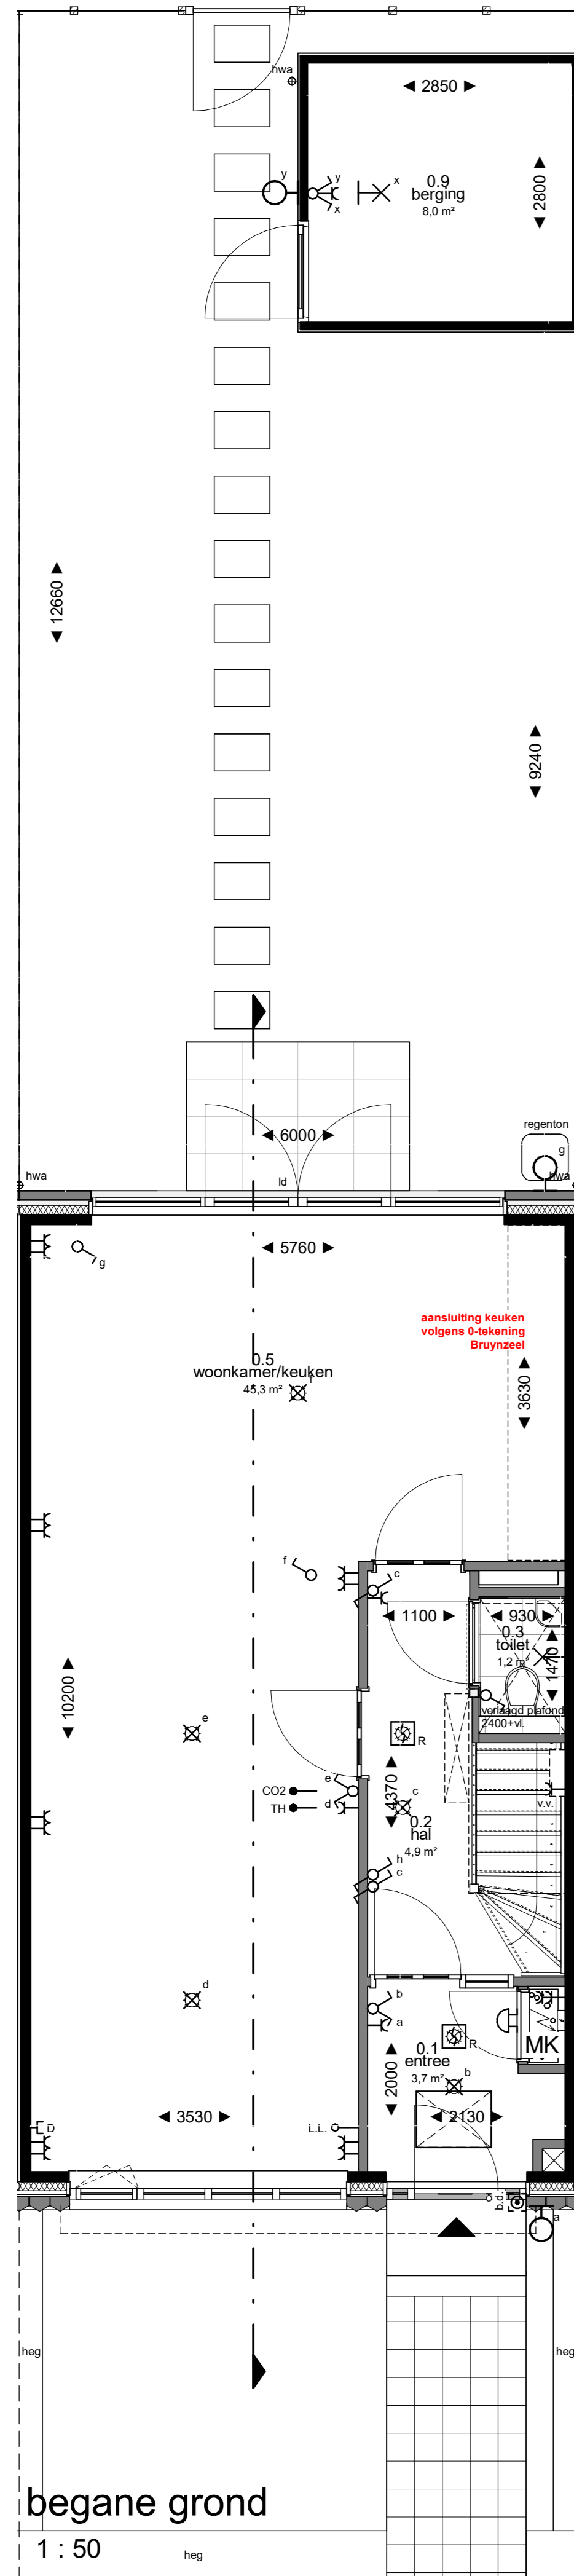 hwa
◄ 2850 ►
y
y
x
x
0.9
berging
8,0 m²
◄ 2800 ►
◄ 12660 ►
◄ 9240 ►
◄ 6000 ►
regenton
g
hwa
hwa
ld
◄ 5760 ►
g
aansluiting keuken
volgens 0-tekening
Bruynzeel
0.5
woonkamer/keuken
45,3 m²
f
◄ 3630 ►
f
c
◄ 1100 ►
◄ 930 ►
0.3
toilet
1,2 m²
◄ 1470 ►
verlaagd plafond
2400+vl.
◄ 10200 ►
e
R
e
CO2
d
TH
◄ 4370 ►
c
0.2
hal
4,9 m²
v.v.
h
c
d
b
a
R
MK
0.1
entree
3,7 m²
b
◄ 2000 ►
◄ 3530 ►
◄ 2130 ►
D
L.L.
b.d.
a
heg
heg
begane grond
1 : 50
heg